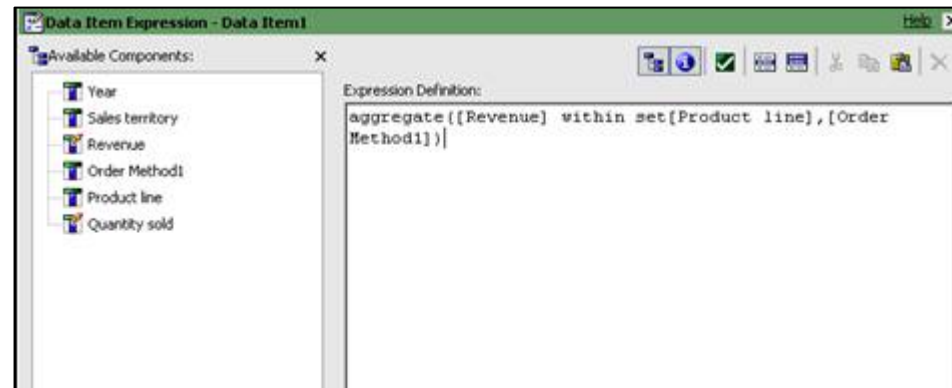 Data Item Expression - Data Item1
Help
Available Components:
Year
Sales territory
Revenue
Order Method1
Product line
Quantity sold
Expression Definition:
aggregate([Revenue] within set[Product line],[Order
Method1])